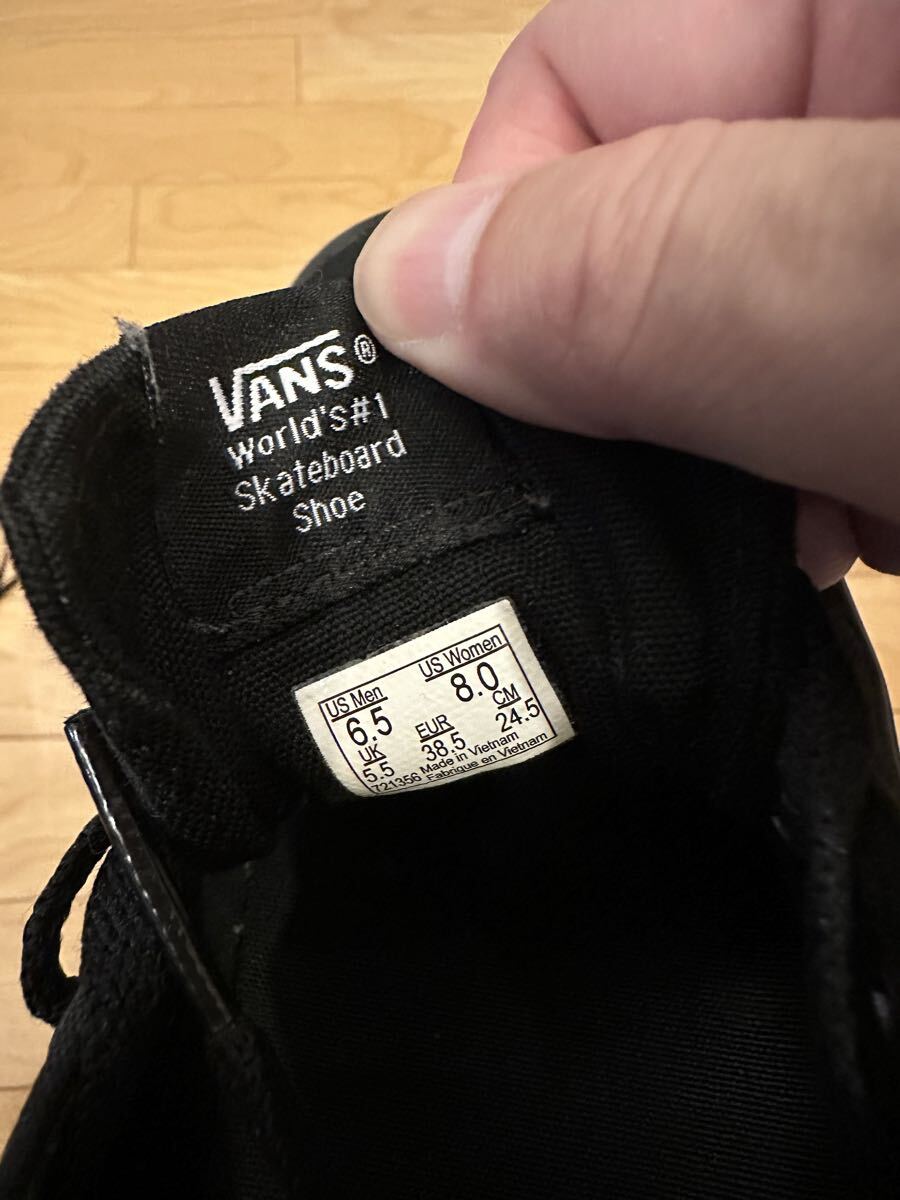 VANS®
World's#1
Skateboard
Shoe
US Men US Women
6.5 8.0
UK EUR CM
5.5 38.5 24.5
721356 Made in Vietnam
Fabrique en Vietnam